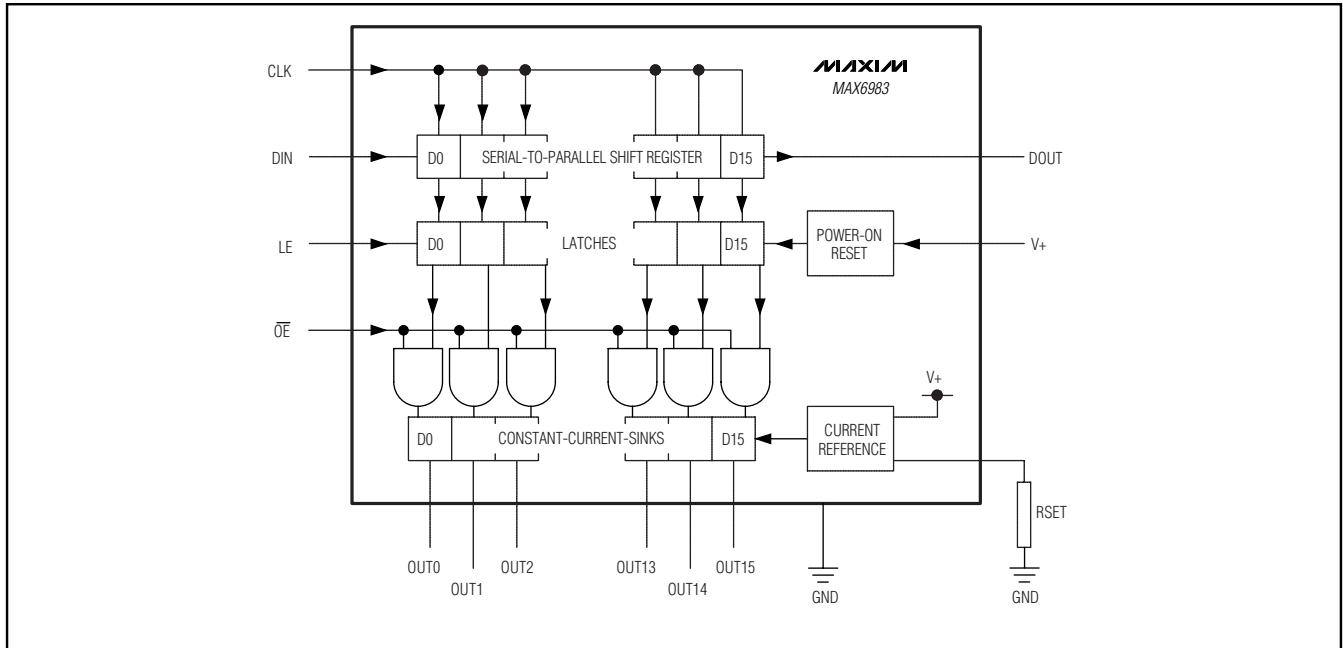 MAXIM
MAX6983
CLK
DIN
D0
SERIAL-TO-PARALLEL SHIFT REGISTER
D15
DOUT
LE
D0
LATCHES
D15
POWER-ON
RESET
V+
OE
V+
D0
CONSTANT-CURRENT-SINKS
D15
CURRENT
REFERENCE
RSET
OUT0
OUT1
OUT2
OUT13
OUT14
OUT15
GND
GND